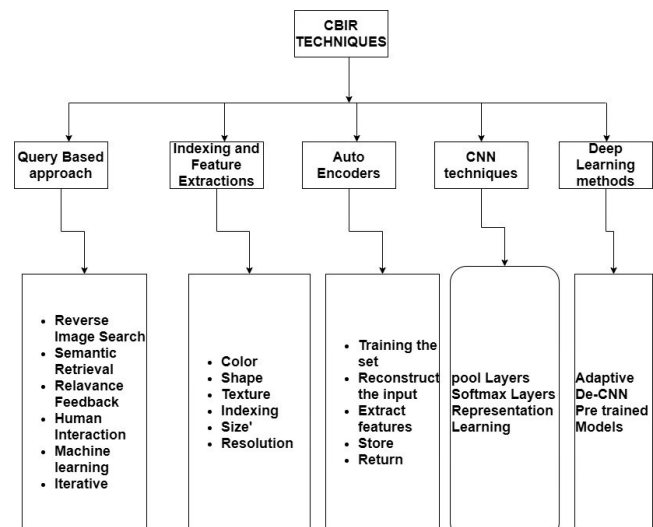 CBIR
TECHNIQUES
Query Based
approach
Indexing and
Feature
Extractions
Auto
Encoders
CNN
techniques
Deep
Learning
methods
• Reverse
Image Search
• Semantic
Retrieval
• Relavance
Feedback
• Human
Interaction
• Machine
learning
• Iterative
• Color
• Shape
• Texture
• Indexing
• Size'
• Resolution
• Training the
set
• Reconstruct
the input
• Extract
features
• Store
• Return
pool Layers
Softmax Layers
Representation
Learning
Adaptive
De-CNN
Pre trained
Models